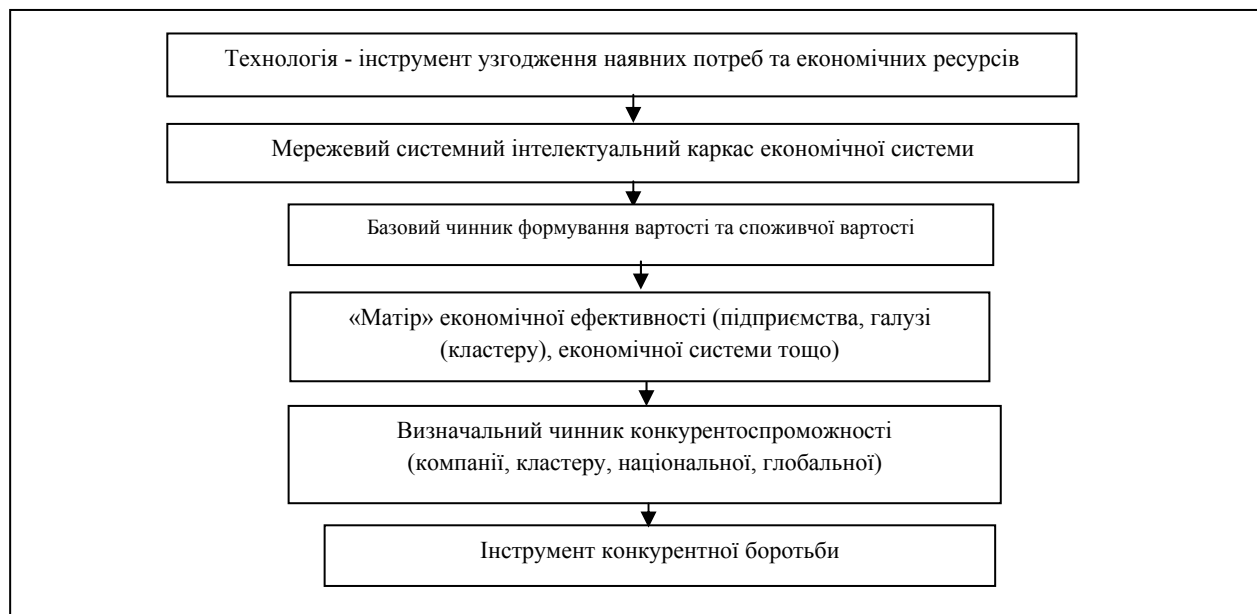 Технологія - інструмент узгодження наявних потреб та економічних ресурсів
Мережевий системний інтелектуальний каркас економічної системи
Базовий чинник формування вартості та споживчої вартості
«Матір» економічної ефективності (підприємства, галузі
(кластеру), економічної системи тощо)
Визначальний чинник конкурентоспроможності
(компанії, кластеру, національної, глобальної)
Інструмент конкурентної боротьби